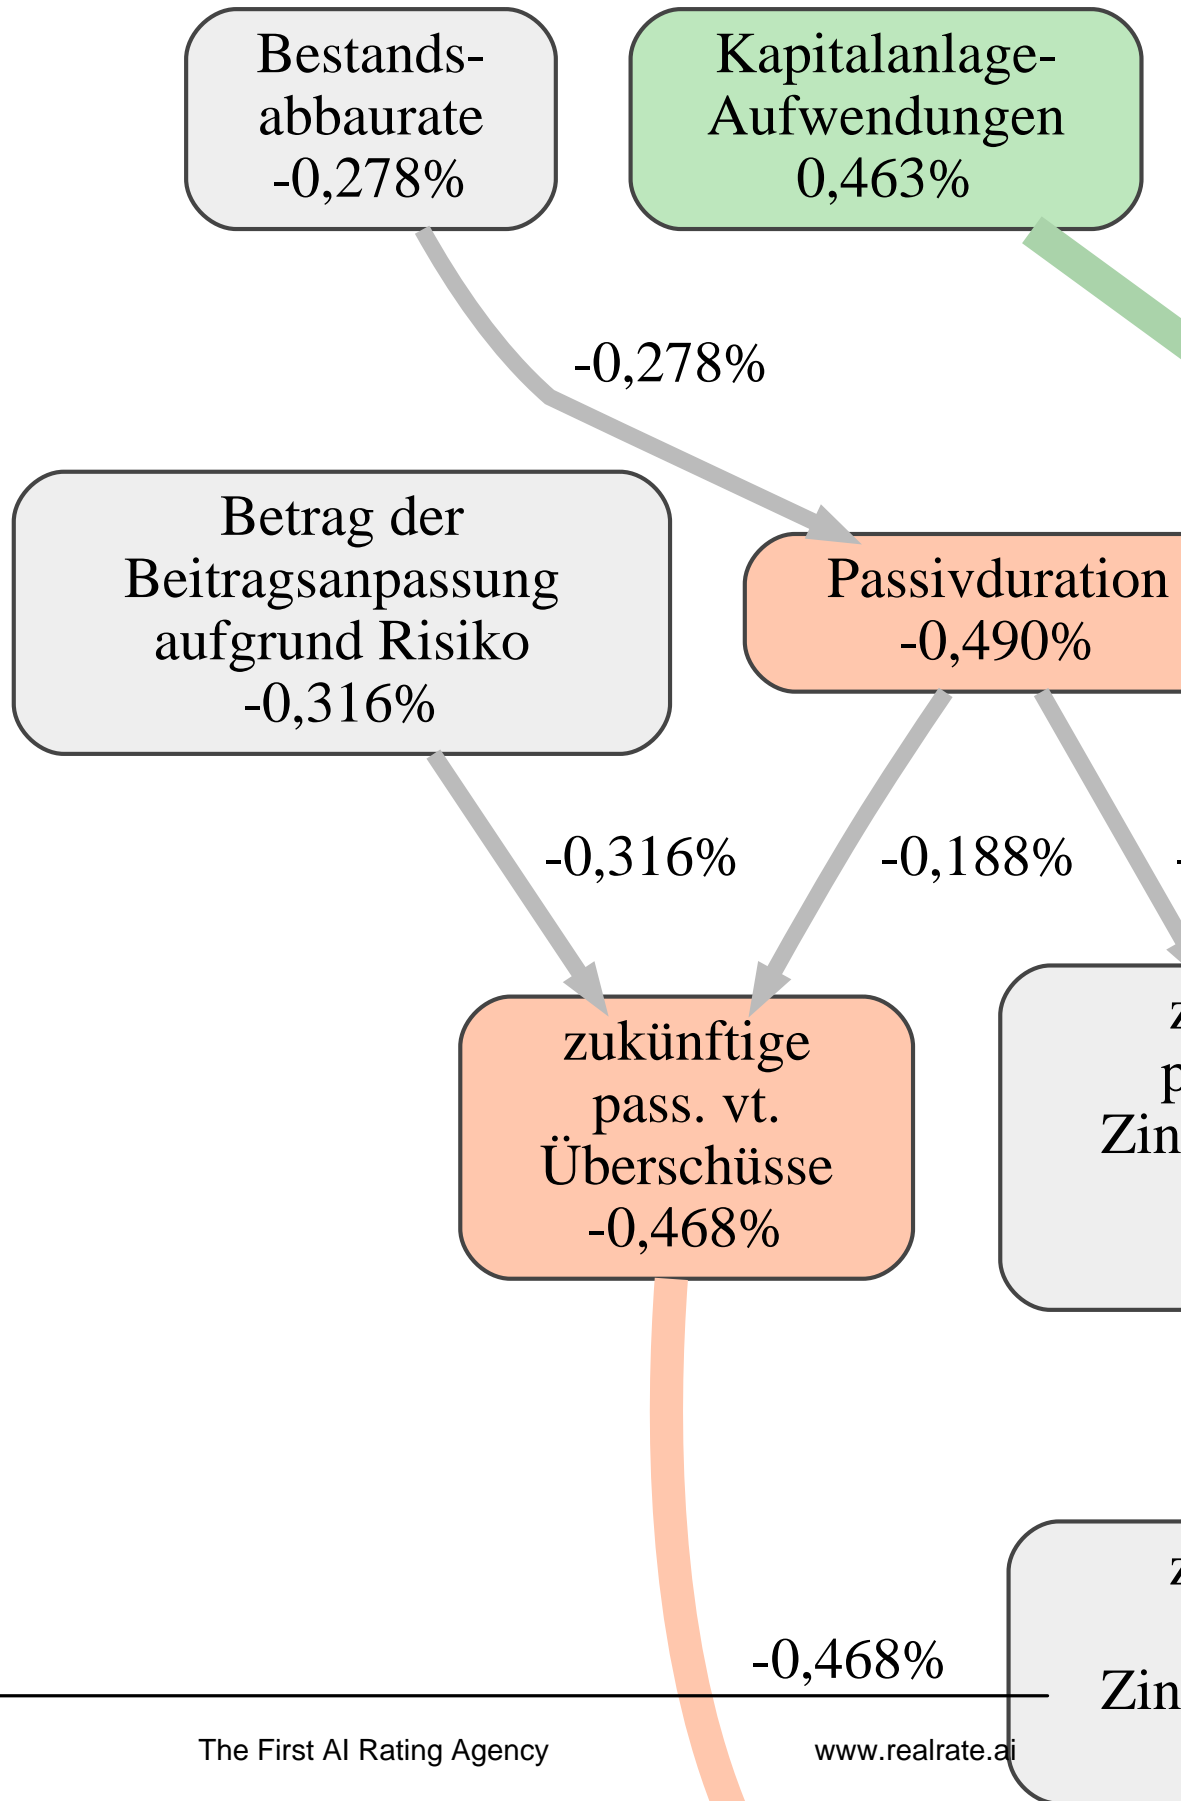 Bestands-
abbaurate
-0,278%
Kapitalanlage-
Aufwendungen
0,463%
-0,278%
Betrag der
Beitragsanpassung
aufgrund Risiko
-0,316%
Passivduration
-0,490%
-0,316%
-0,188%
zukünftige
pass. vt.
Überschüsse
-0,468%
Zin
-0,468%
Zin
The First AI Rating Agency
www.realrate.ai